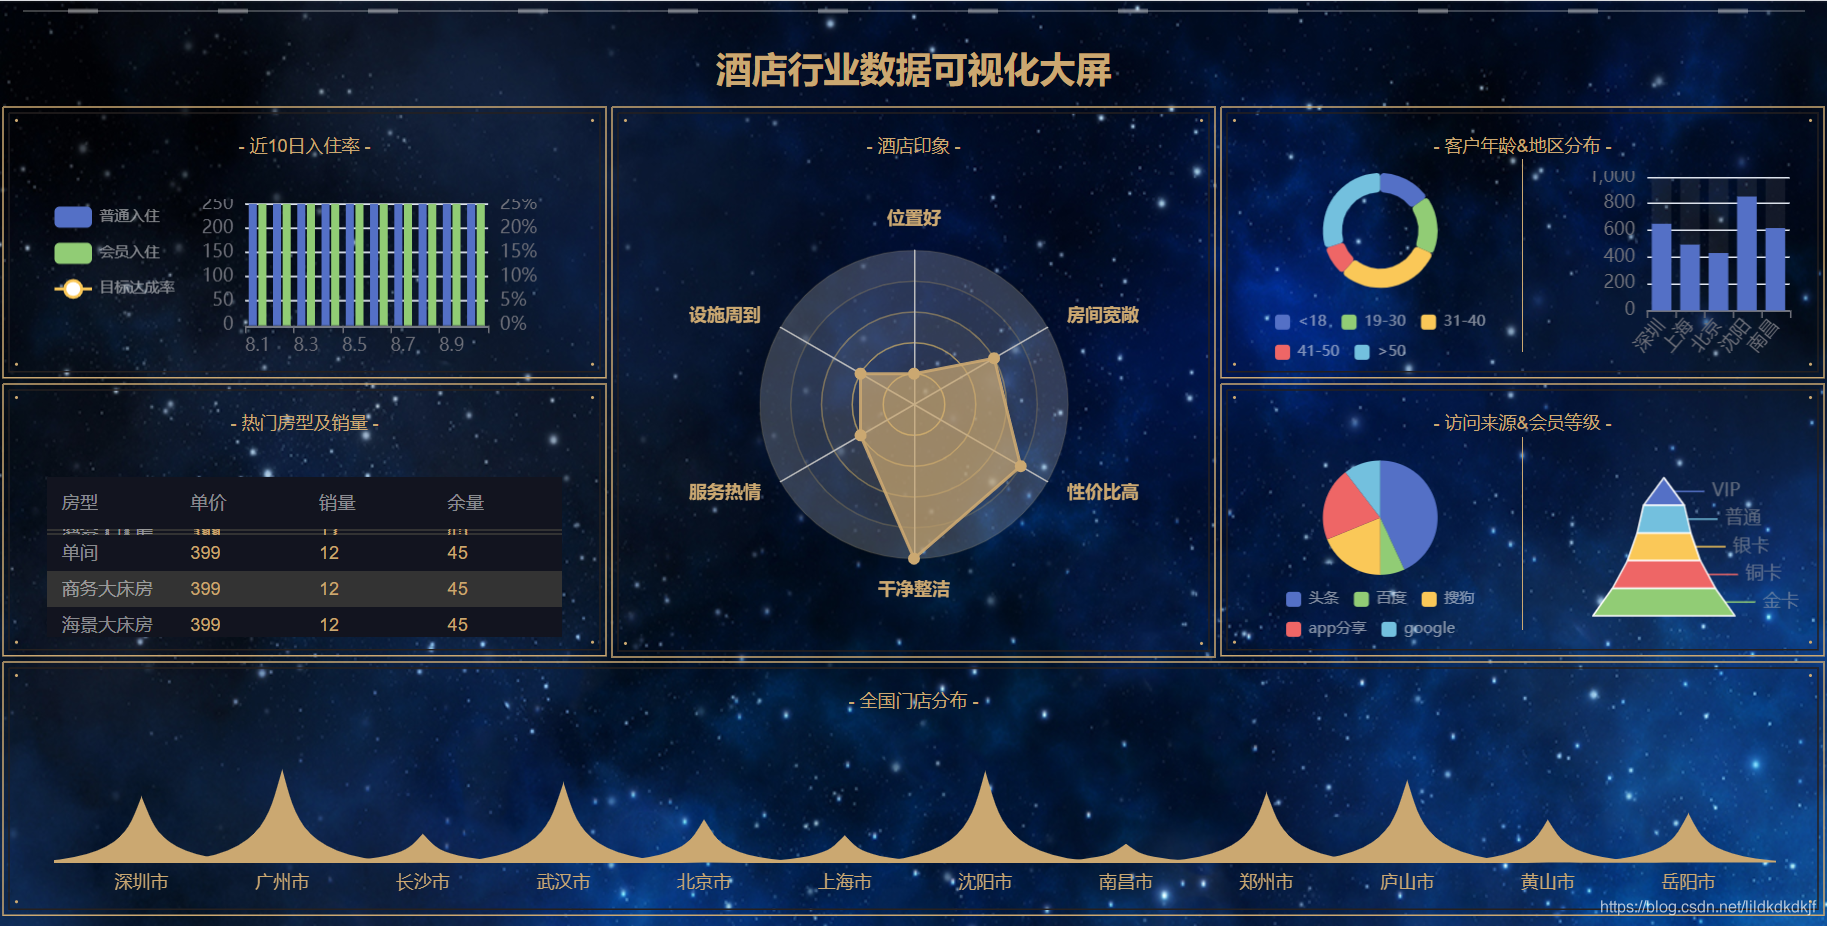 酒店行业数据可视化大屏
- 近10日入住率 -
普通入住
会员入住
目标达成率
250
200
150
100
50
0
25%
20%
15%
10%
5%
0%
8.1 8.3 8.5 8.7 8.9
- 热门房型及销量 -
房型 单价 销量 余量
单间 399 12 45
商务大床房 399 12 45
海景大床房 399 12 45
- 酒店印象 -
位置好
设施周到
房间宽敞
服务热情
性价比高
干净整洁
- 客户年龄&地区分布 -
<18 19-30 31-40
41-50 >50
1,000
800
600
400
200
0
深圳 上海 北京 沈阳 南昌
- 访问来源&会员等级 -
头条 百度 搜狗
app分享 google
VIP
普通
银卡
铜卡
金卡
- 全国门店分布 -
深圳市 广州市 长沙市 武汉市 北京市 上海市 沈阳市 南昌市 郑州市 庐山市 黄山市 岳阳市
https://blog.csdn.net/lildkdkdkjf